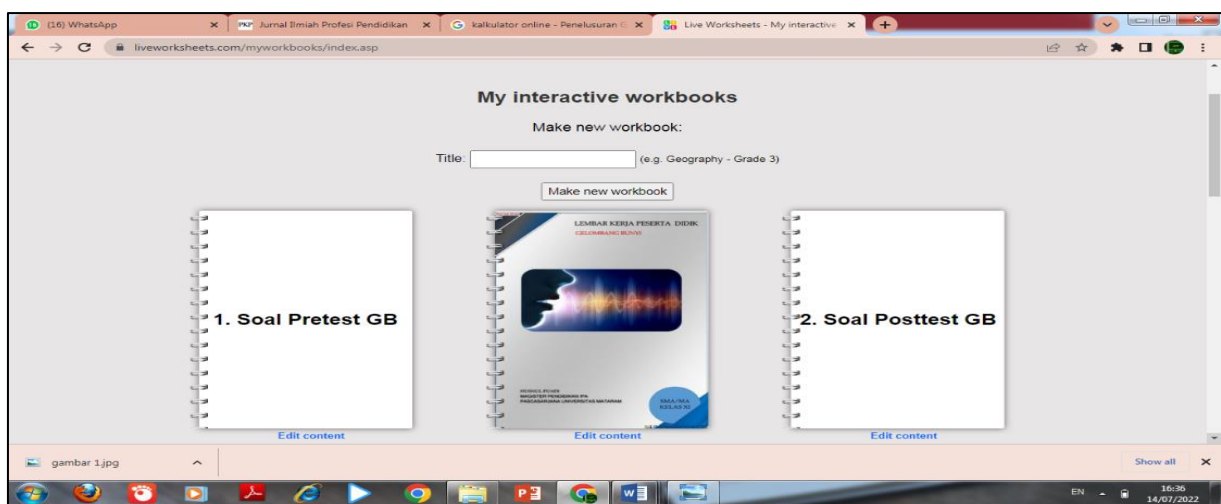 (16) WhatsApp
PKP Jurnal Ilmiah Profesi Pendidikan
kalkulator online - Penelusuran G
Live Worksheets - My interactive
liveworksheets.com/myworkbooks/index.asp
My interactive workbooks
Make new workbook:
Title: (e.g. Geography - Grade 3)
Make new workbook
1. Soal Pretest GB
LEMBAR KERJA PESERTA DIDIK
GELOMBANG BUNYI
MAGISTER PENDIDIKAN IPA
PASCASARJANA UNIVERSITAS MATARAM
SMA/MA
KELAS XI
2. Soal Posttest GB
Edit content
Edit content
Edit content
gambar 1.jpg
Show all
EN
16:36
14/07/2022